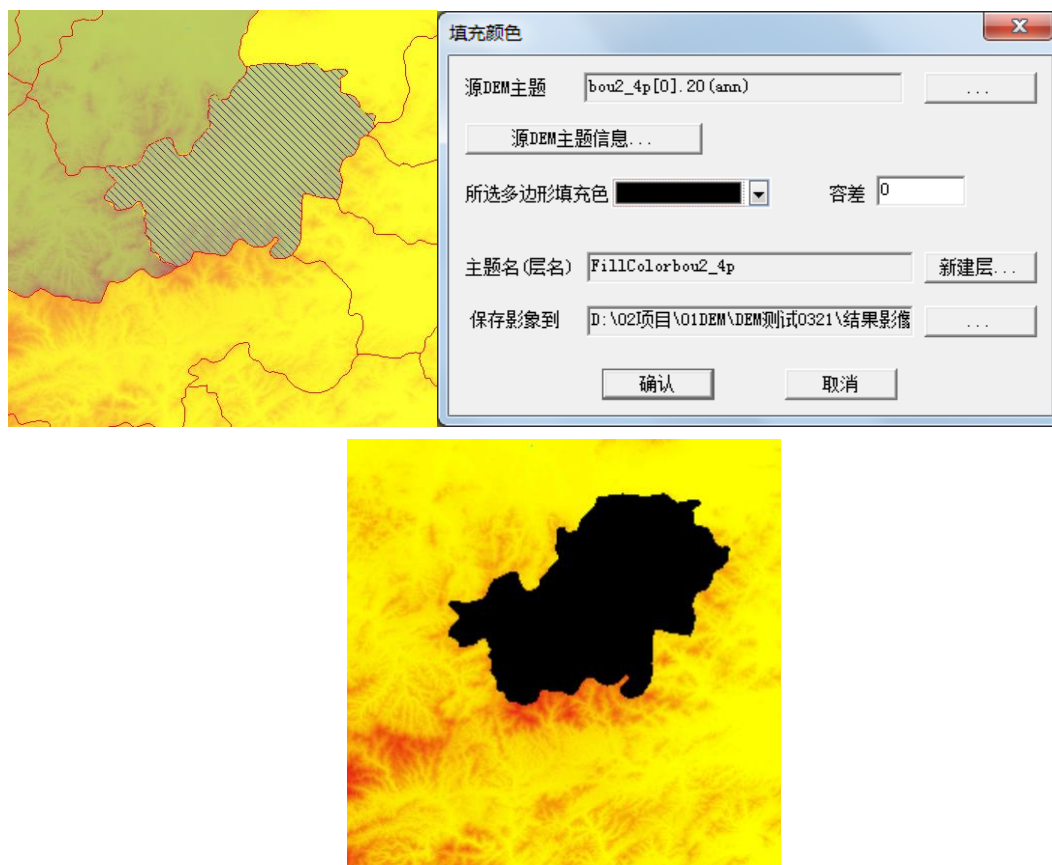 填充颜色
源DEM主题 bou2_4p[0].20(ann) ...
源DEM主题信息...
所选多边形填充色 容差 0
主题名(层名) FillColorbou2_4p 新建层...
保存影象到 D:\02项目\01DEM\DEM测试0321\结果影像 ...
确认 取消